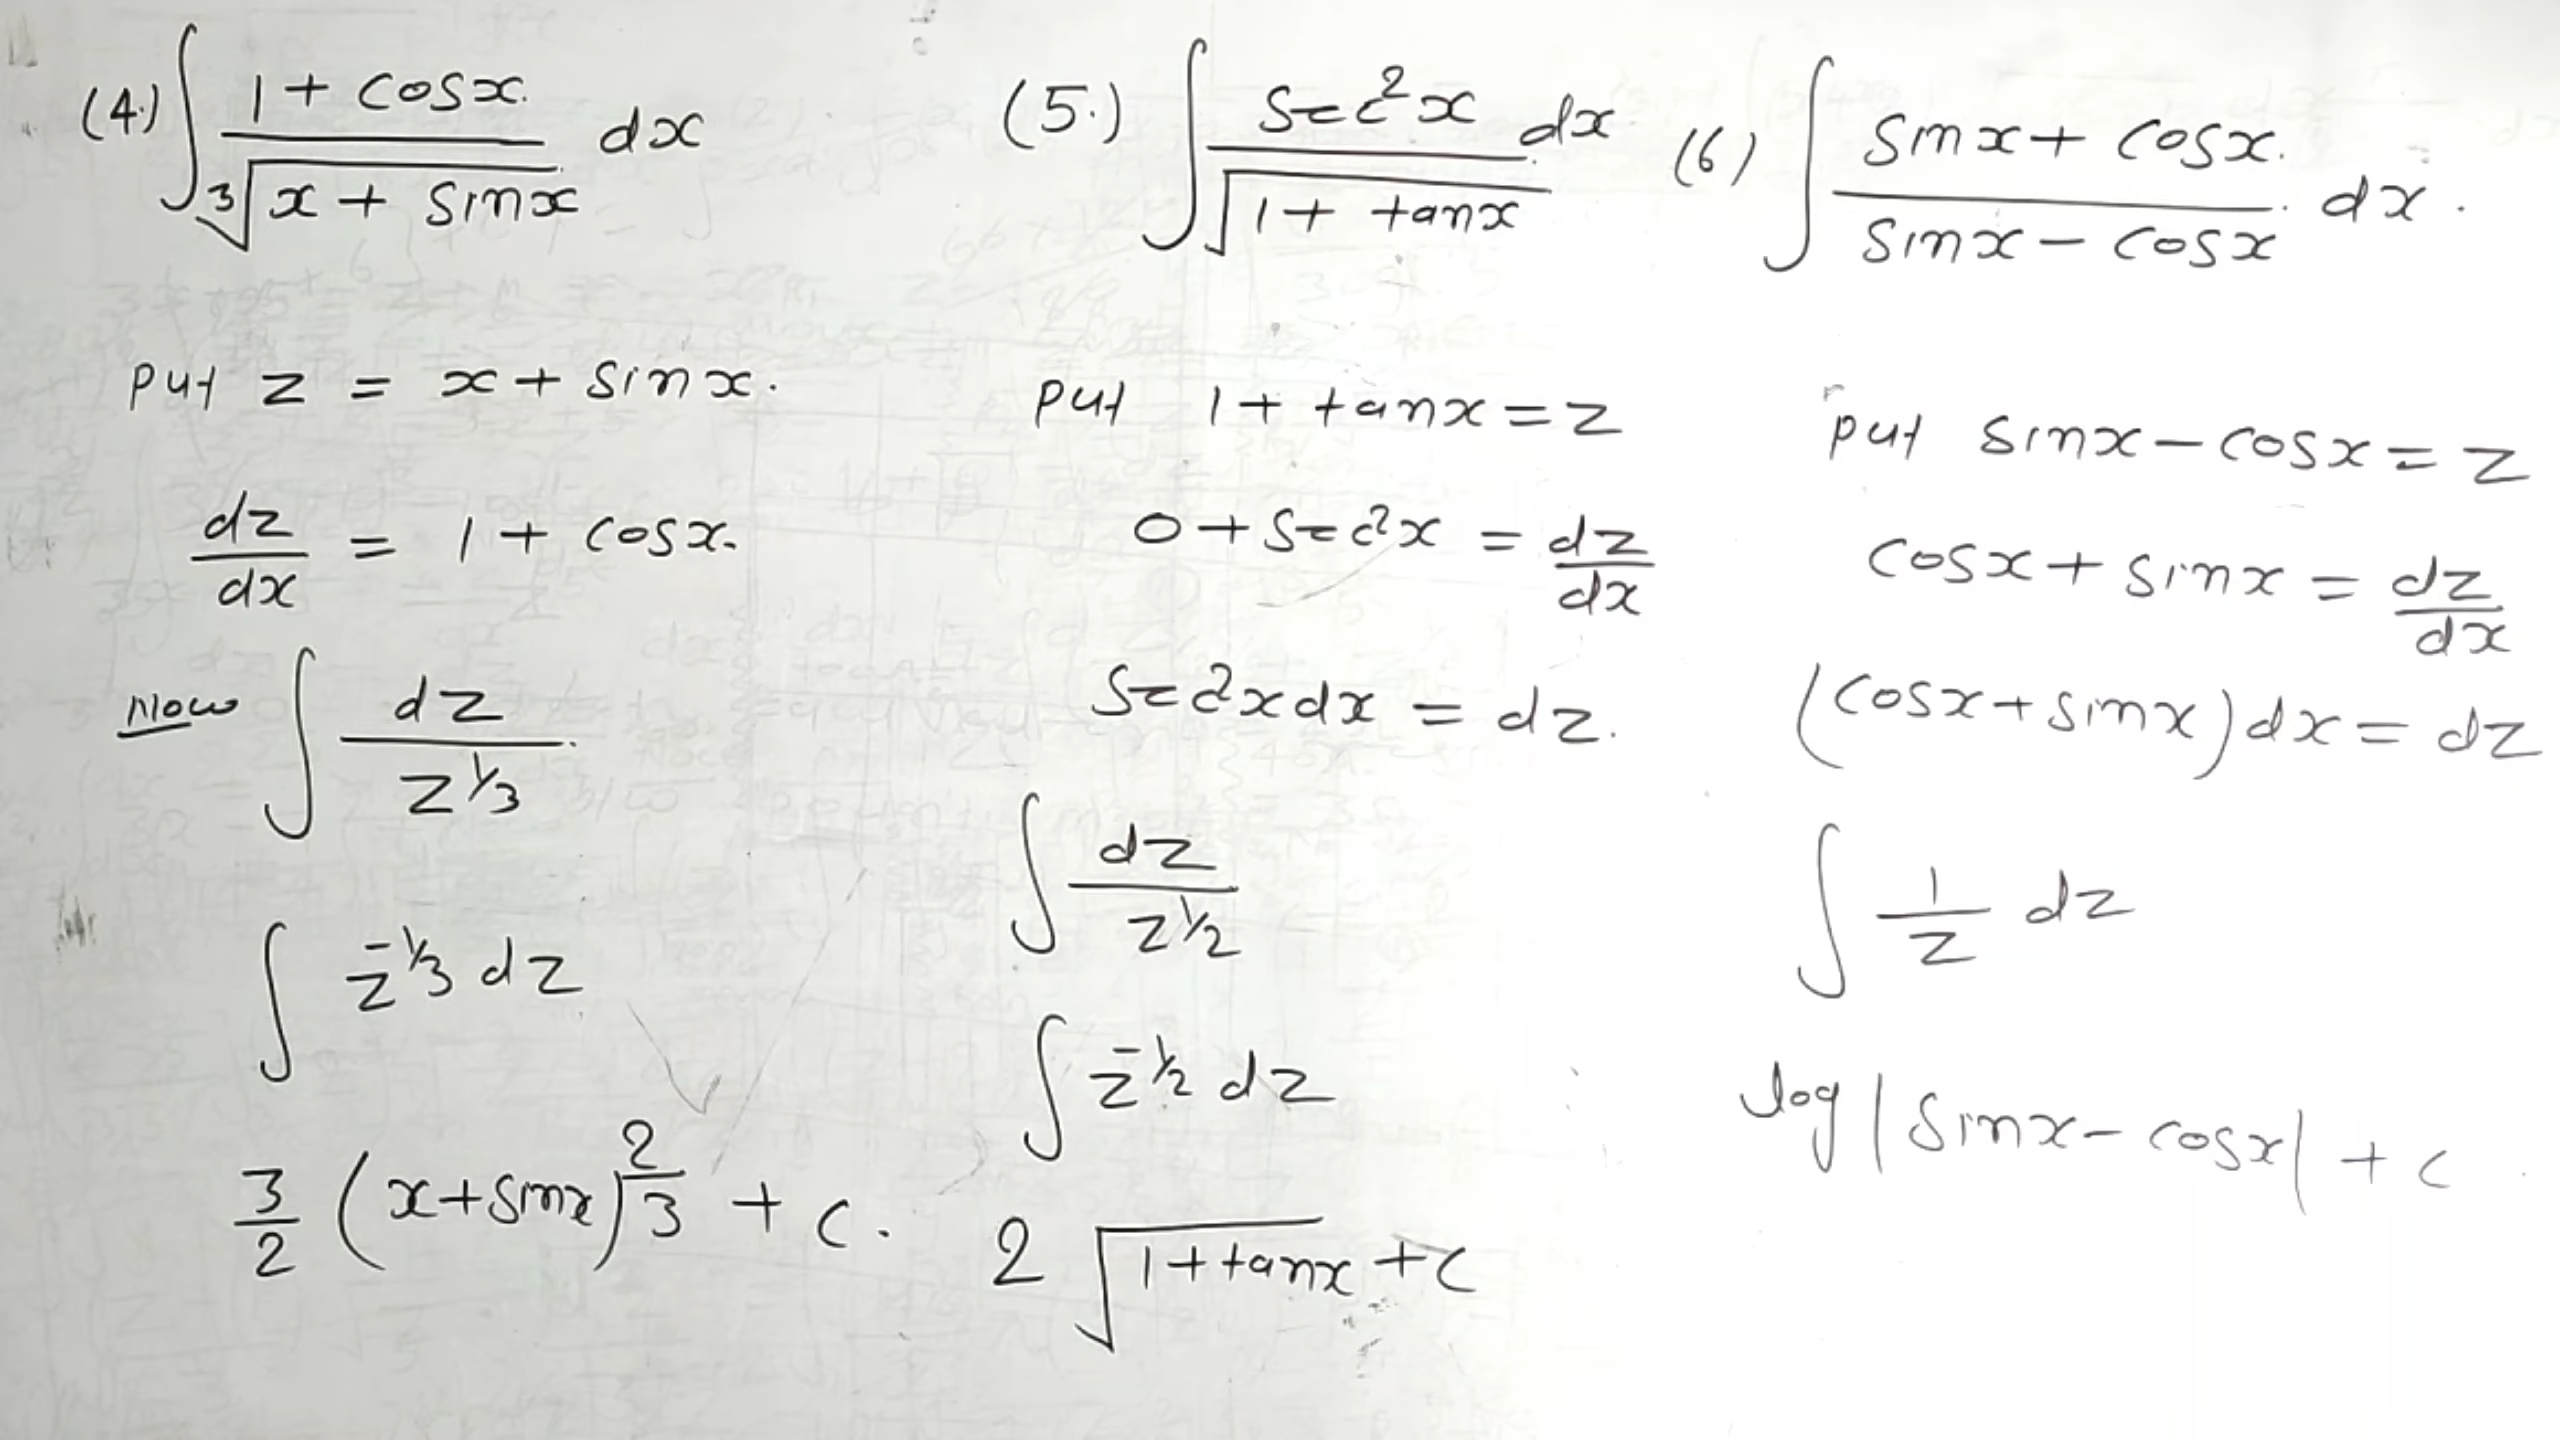 (4.) ∫ (1 + cosx) / ∛(x + sinx) dx
put z = x + sinx.
dz/dx = 1 + cosx.
Now ∫ dz / z^(1/3)
∫ z^(-1/3) dz
3/2 (x+sinx)^(2/3) + c.
(5.) ∫ sec²x / √(1 + tanx) dx
put 1 + tanx = z
0 + sec²x = dz/dx
sec²x dx = dz.
∫ dz / z^(1/2)
∫ z^(-1/2) dz
2 √(1+tanx) + c
(6) ∫ (sinx + cosx.) / (sinx − cosx) dx.
put sinx − cosx = z
cosx + sinx = dz/dx
(cosx + sinx) dx = dz
∫ 1/z dz
log |sinx − cosx| + c